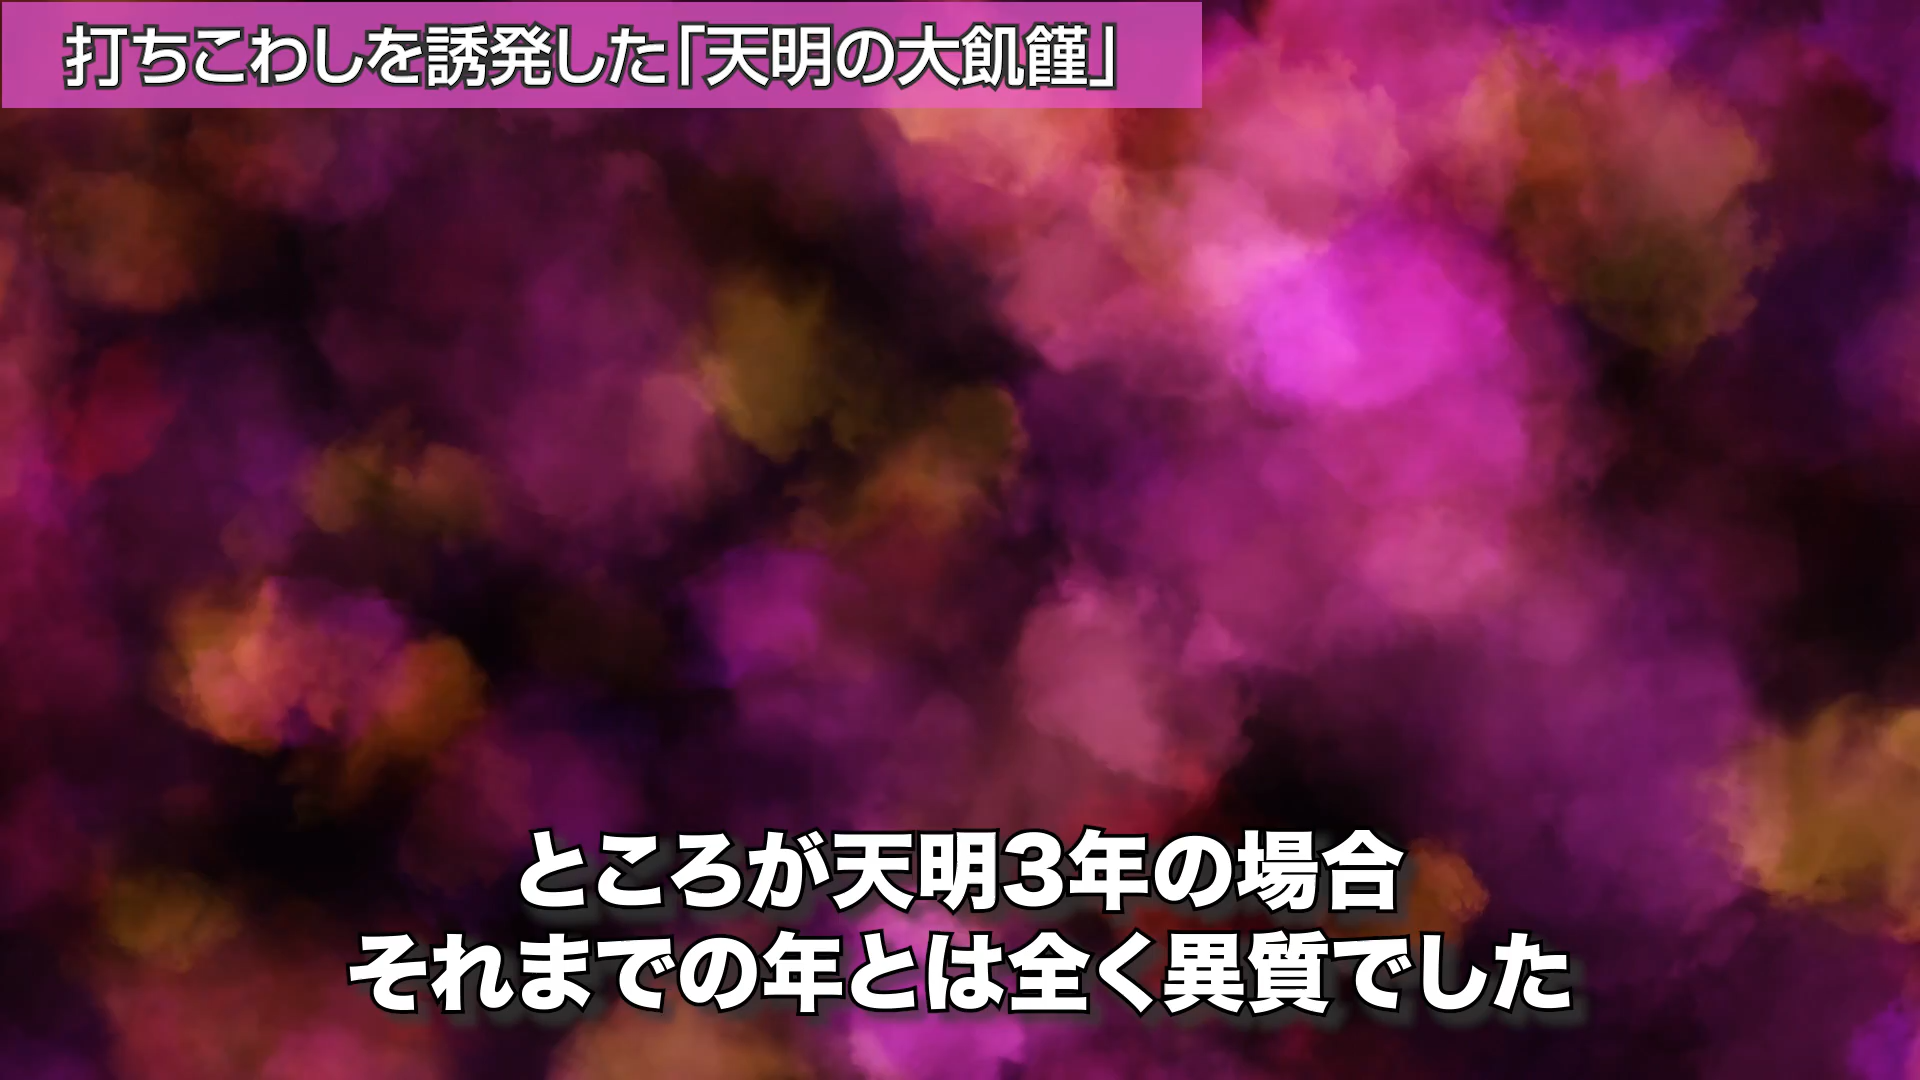 打ちこわしを誘発した「天明の大飢饉」
ところが天明3年の場合
それまでの年とは全く異質でした